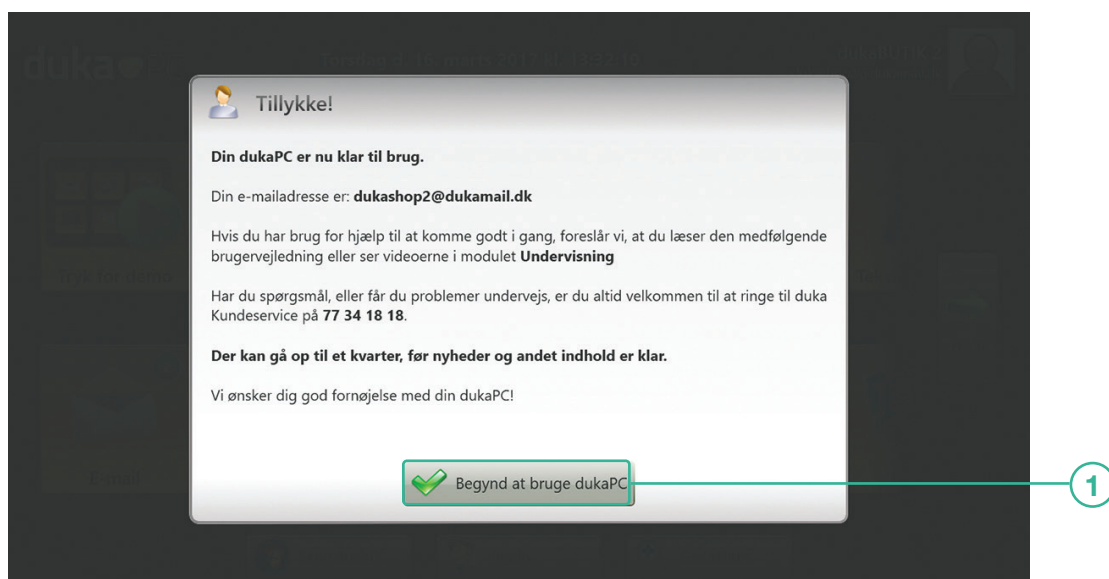 duka
Tillykke!
Din dukaPC er nu klar til brug.
Din e-mailadresse er: dukashop2@dukamail.dk
Hvis du har brug for hjælp til at komme godt i gang, foreslår vi, at du læser den medfølgende
brugervejledning eller ser videoerne i modulet Undervisning
Har du spørgsmål, eller får du problemer undervejs, er du altid velkommen til at ringe til duka
Kundeservice på 77 34 18 18.
Der kan gå op til et kvarter, før nyheder og andet indhold er klar.
Vi ønsker dig god fornøjelse med din dukaPC!
Begynd at bruge dukaPC
1
Tryk for
E-mail